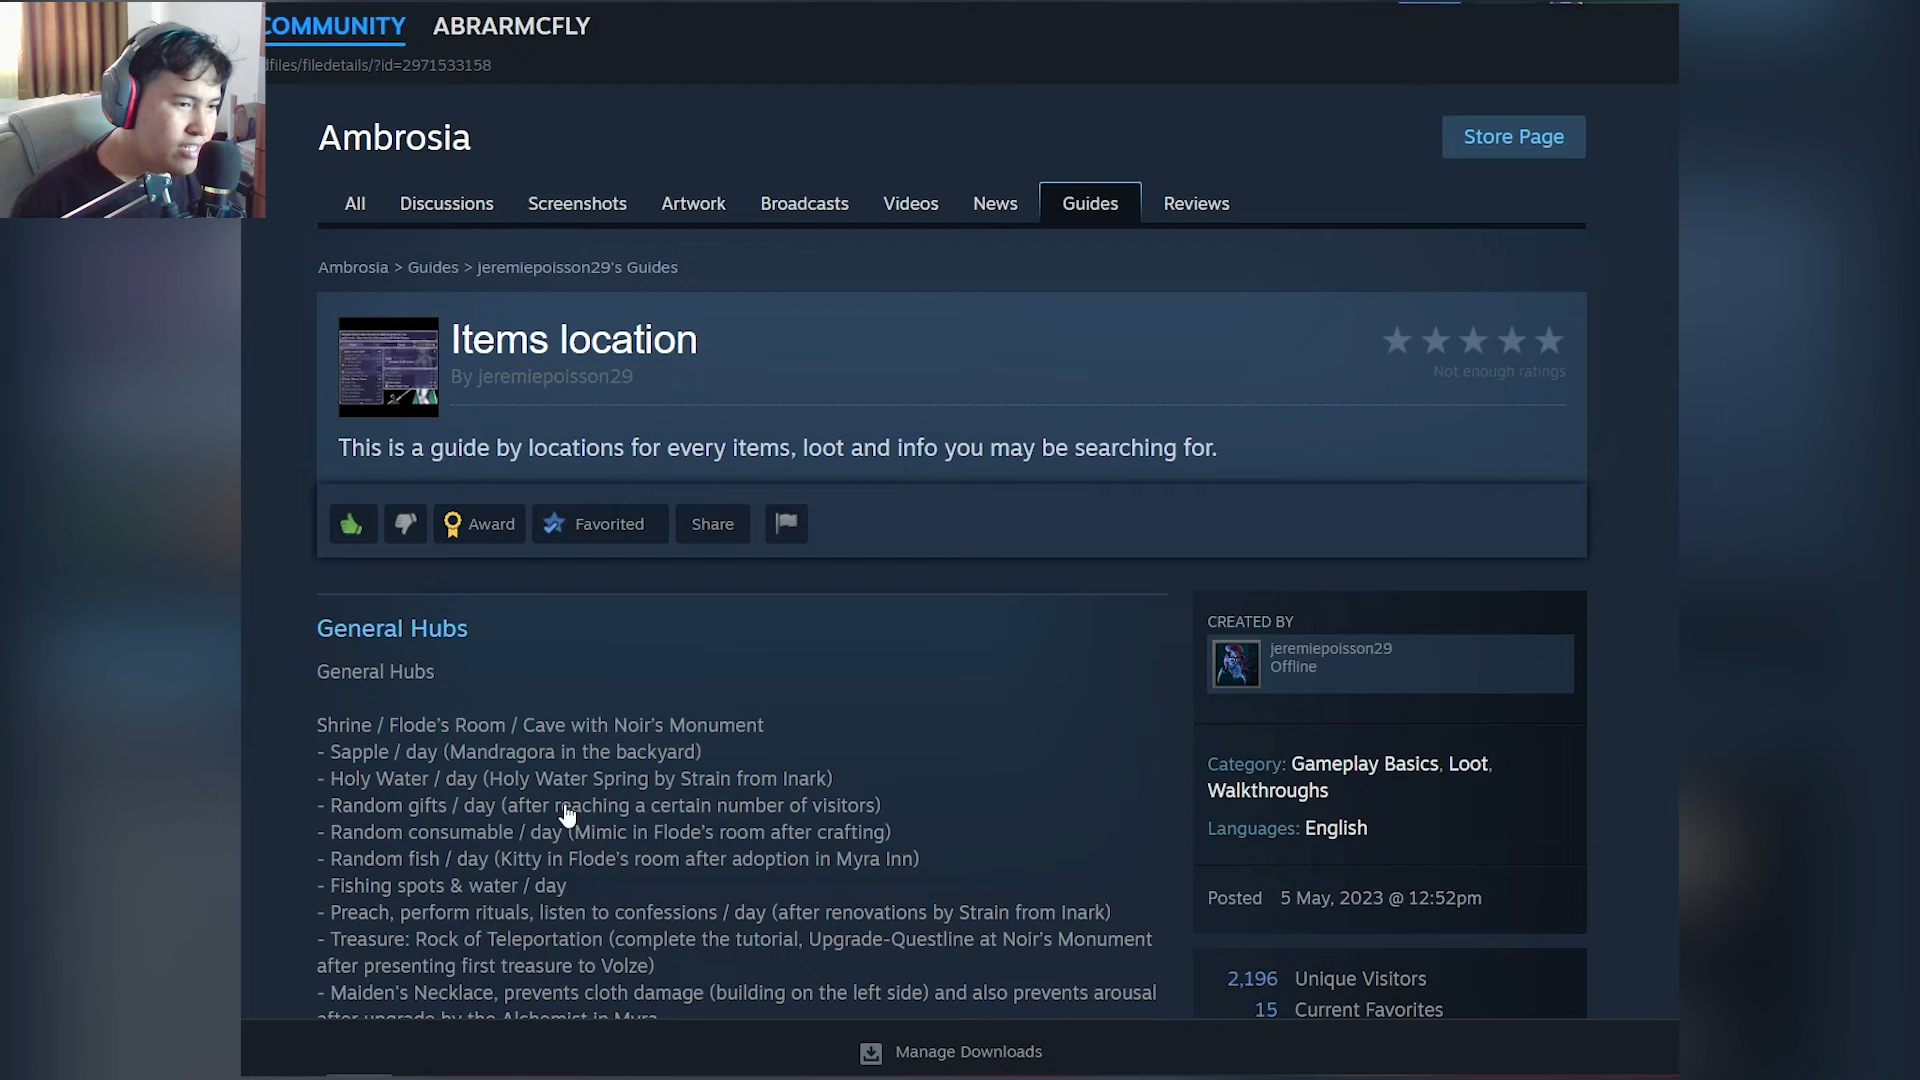 COMMUNITY ABRARMCFLY
files/filedetails/?id=2971533158
Ambrosia
Store Page
All Discussions Screenshots Artwork Broadcasts Videos News Guides Reviews
Ambrosia > Guides > jeremiepoisson29's Guides
Items location
By jeremiepoisson29
Not enough ratings
This is a guide by locations for every items, loot and info you may be searching for.
Award Favorited Share
General Hubs
General Hubs
Shrine / Flode's Room / Cave with Noir's Monument
- Sapple / day (Mandragora in the backyard)
- Holy Water / day (Holy Water Spring by Strain from Inark)
- Random gifts / day (after reaching a certain number of visitors)
- Random consumable / day (Mimic in Flode's room after crafting)
- Random fish / day (Kitty in Flode's room after adoption in Myra Inn)
- Fishing spots & water / day
- Preach, perform rituals, listen to confessions / day (after renovations by Strain from Inark)
- Treasure: Rock of Teleportation (complete the tutorial, Upgrade-Questline at Noir's Monument
after presenting first treasure to Volze)
- Maiden's Necklace, prevents cloth damage (building on the left side) and also prevents arousal
after upgrade by the Alchemist in Myra
CREATED BY
jeremiepoisson29
Offline
Category: Gameplay Basics, Loot,
Walkthroughs
Languages: English
Posted 5 May, 2023 @ 12:52pm
2,196 Unique Visitors
15 Current Favorites
Manage Downloads